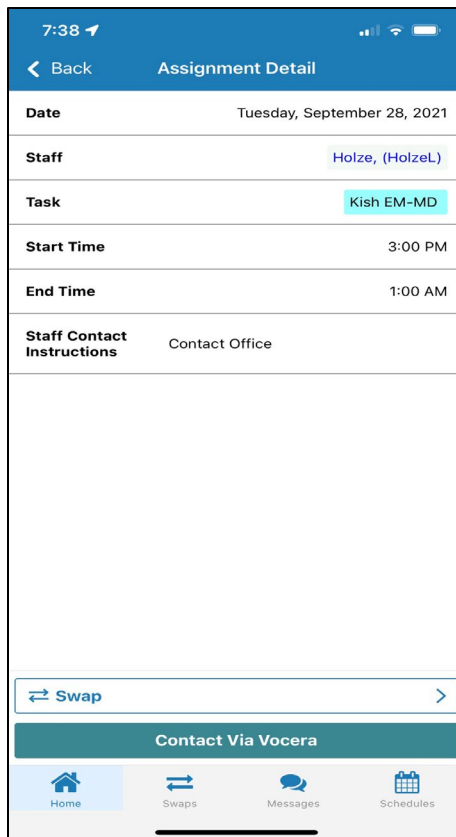 7:38
Back Assignment Detail
Date Tuesday, September 28, 2021
Staff Holze, (HolzeL)
Task Kish EM-MD
Start Time 3:00 PM
End Time 1:00 AM
Staff Contact
Instructions Contact Office
Swap
Contact Via Vocera
Home Swaps Messages Schedules